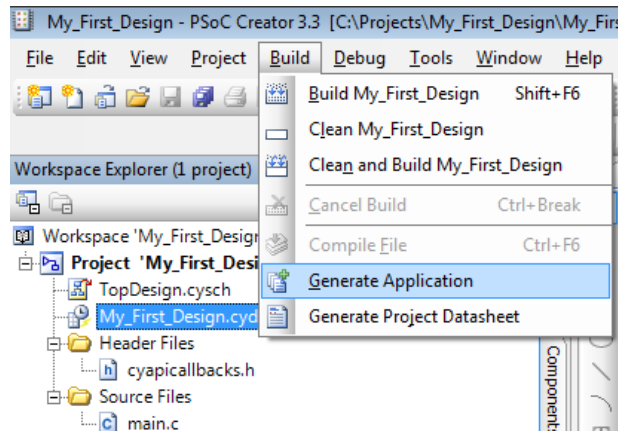 My_First_Design - PSoC Creator 3.3 [C:\Projects\My_First_Design\My_Firs
File Edit View Project Build Debug Tools Window Help
Build My_First_Design Shift+F6
Clean My_First_Design
Clean and Build My_First_Design
Cancel Build Ctrl+Break
Compile File Ctrl+F6
Generate Application
Generate Project Datasheet
Workspace Explorer (1 project)
Workspace 'My_First_Design
Project 'My_First_Desi
TopDesign.cysch
My_First_Design.cyd
Header Files
h cyapicallbacks.h
Source Files
c main.c
Component